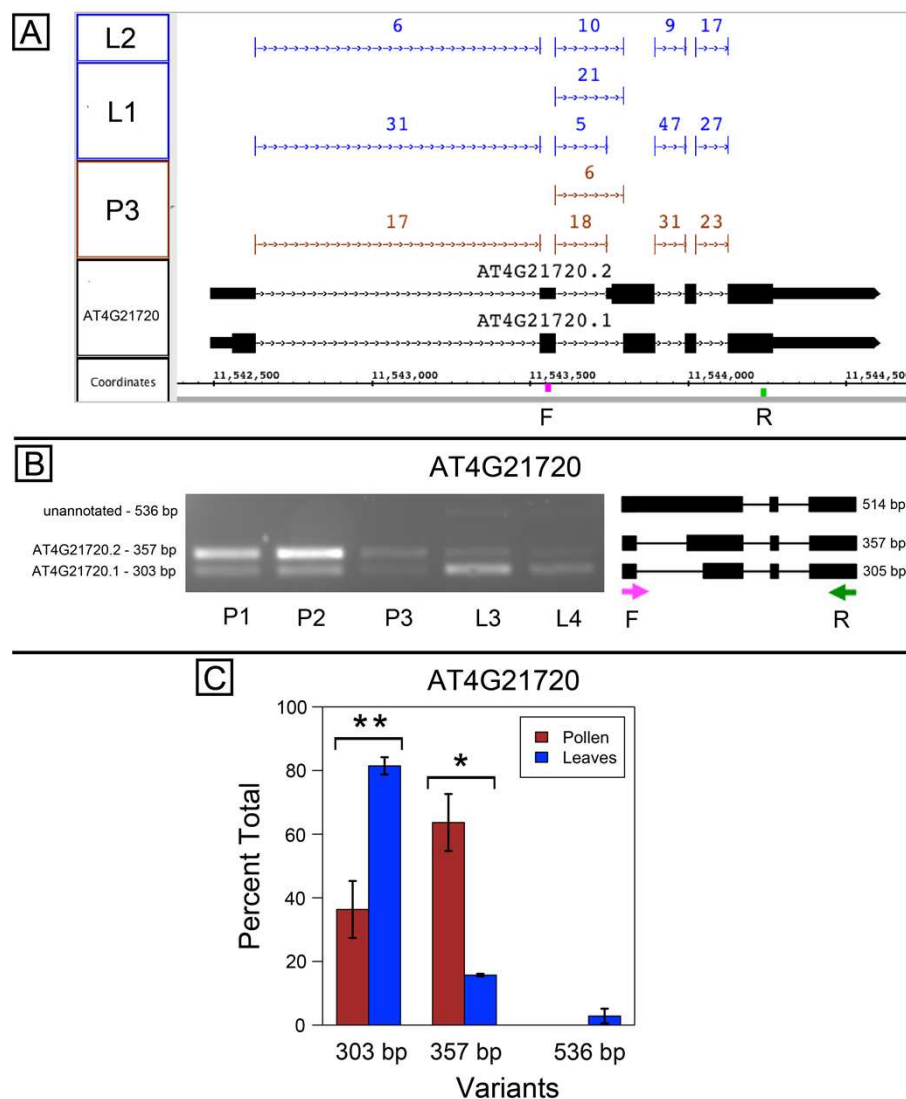 A
L2
6 10 9 17
L1
21
31 5 47 27
P3
6
17 18 31 23
AT4G21720
AT4G21720.2
AT4G21720.1
Coordinates
11,542,500 11,543,000 11,543,500 11,544,000 11,544,500
F R
B
AT4G21720
unannotated - 536 bp
AT4G21720.2 - 357 bp
AT4G21720.1 - 303 bp
P1 P2 P3 L3 L4
514 bp
357 bp
305 bp
F R
C
AT4G21720
Percent Total
100
80
60
40
20
0
** *
Pollen
Leaves
303 bp 357 bp 536 bp
Variants